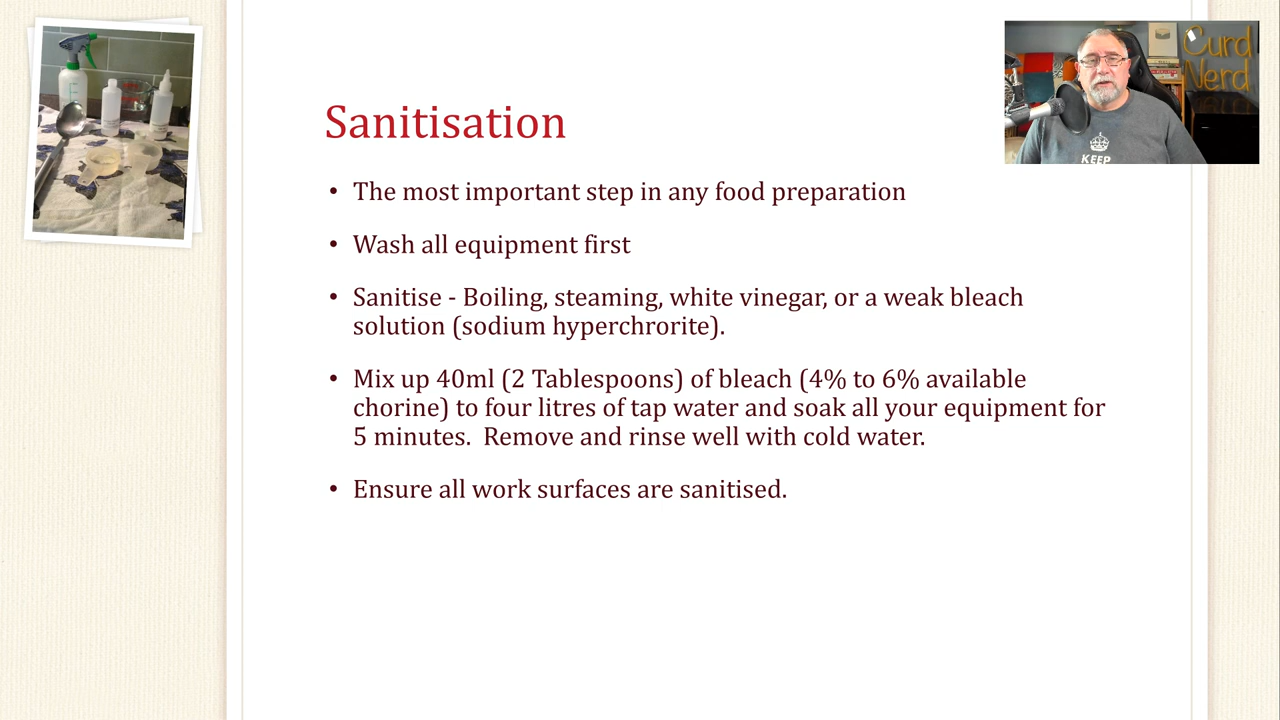 Sanitisation
• The most important step in any food preparation
• Wash all equipment first
• Sanitise - Boiling, steaming, white vinegar, or a weak bleach
solution (sodium hyperchrorite).
• Mix up 40ml (2 Tablespoons) of bleach (4% to 6% available
chorine) to four litres of tap water and soak all your equipment for
5 minutes.  Remove and rinse well with cold water.
• Ensure all work surfaces are sanitised.
Curd
Nerd
KEEP